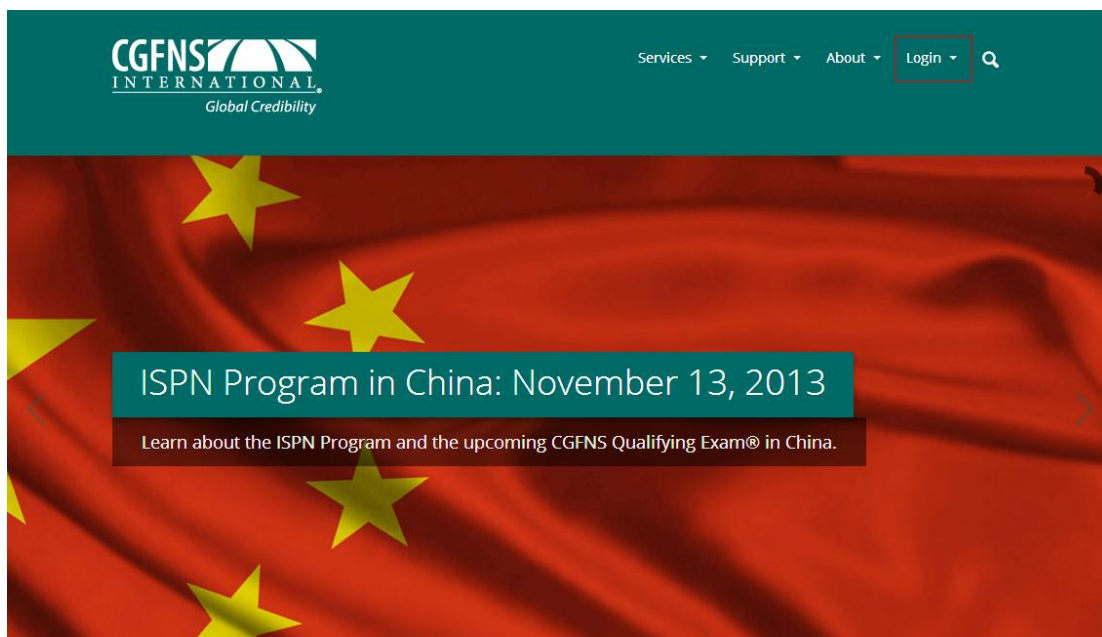 CGFNS
INTERNATIONAL®
Global Credibility
Services Support About Login
ISPN Program in China: November 13, 2013
Learn about the ISPN Program and the upcoming CGFNS Qualifying Exam® in China.